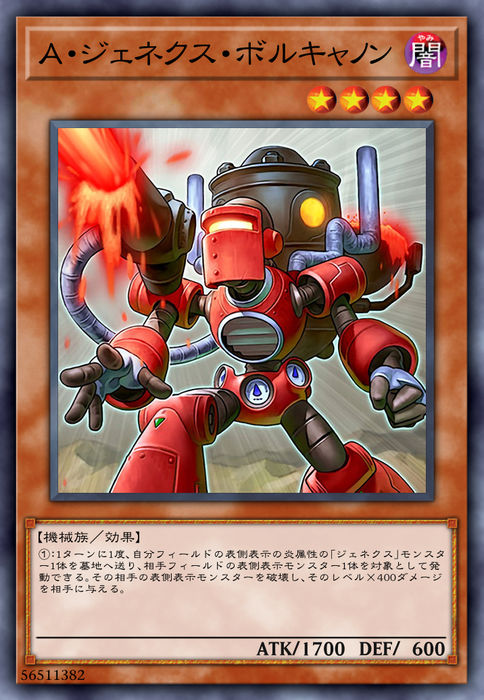 A・ジェネクス・ボルキャノン
やみ
闇
【機械族／効果】
①:1ターンに1度、自分フィールドの表側表示の炎属性の「ジェネクス」モンスタ
ー1体を墓地へ送り、相手フィールドの表側表示モンスター1体を対象として発
動できる。その相手の表側表示モンスターを破壊し、そのレベル×400ダメージ
を相手に与える。
ATK/1700 DEF/ 600
56511382